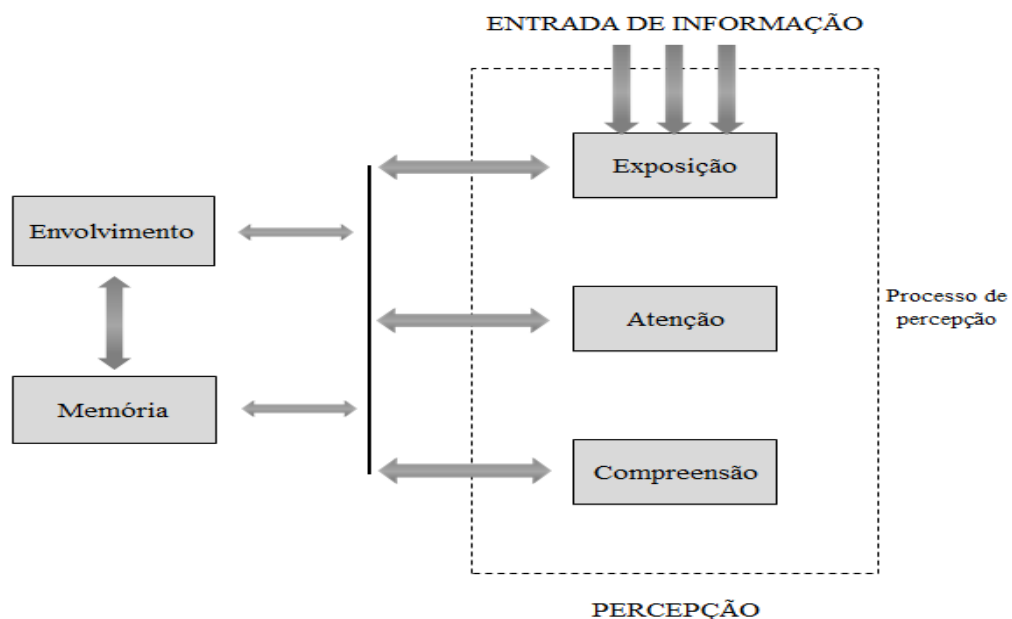 ENTRADA DE INFORMAÇÃO
Exposição
Envolvimento
Atenção
Processo de
percepção
Memória
Compreensão
PERCEPÇÃO